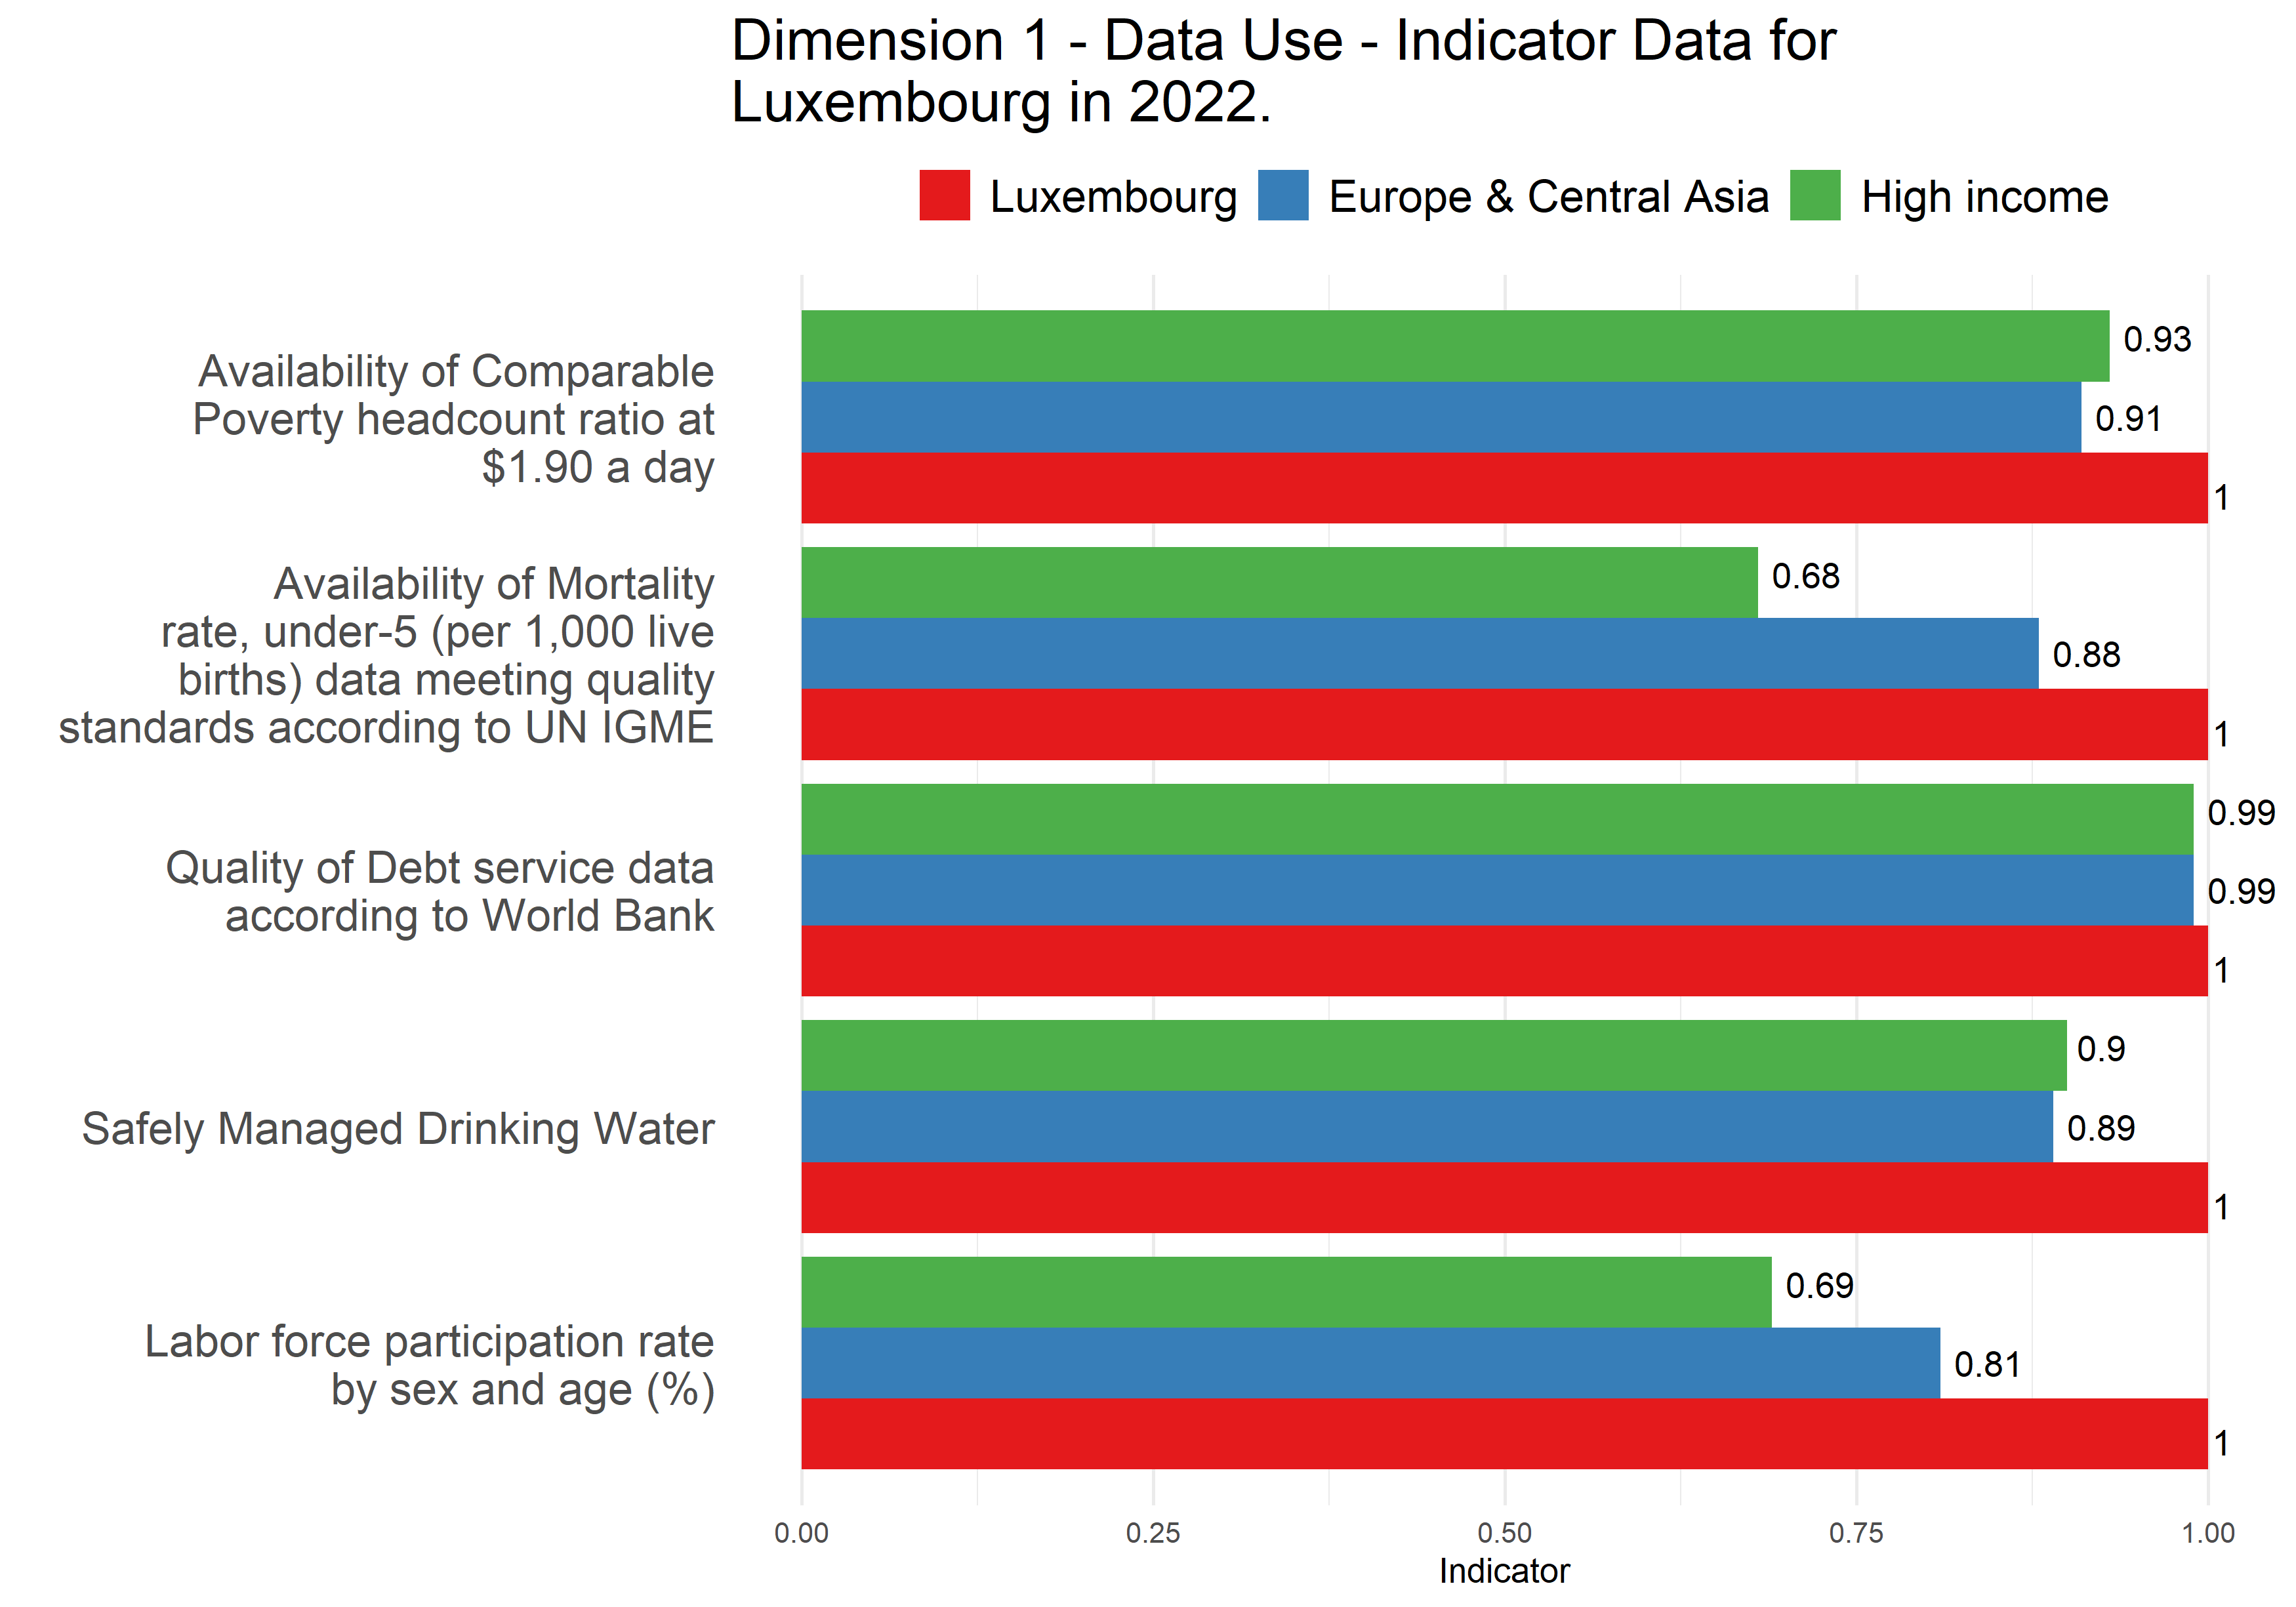 Dimension 1 - Data Use - Indicator Data for
Luxembourg in 2022.
Luxembourg Europe & Central Asia High income
Availability of Comparable
Poverty headcount ratio at
$1.90 a day
0.93
0.91
1
Availability of Mortality
rate, under-5 (per 1,000 live
births) data meeting quality
standards according to UN IGME
0.68
0.88
1
Quality of Debt service data
according to World Bank
0.99
0.99
1
Safely Managed Drinking Water
0.9
0.89
1
Labor force participation rate
by sex and age (%)
0.69
0.81
1
0.00 0.25 0.50 0.75 1.00
Indicator